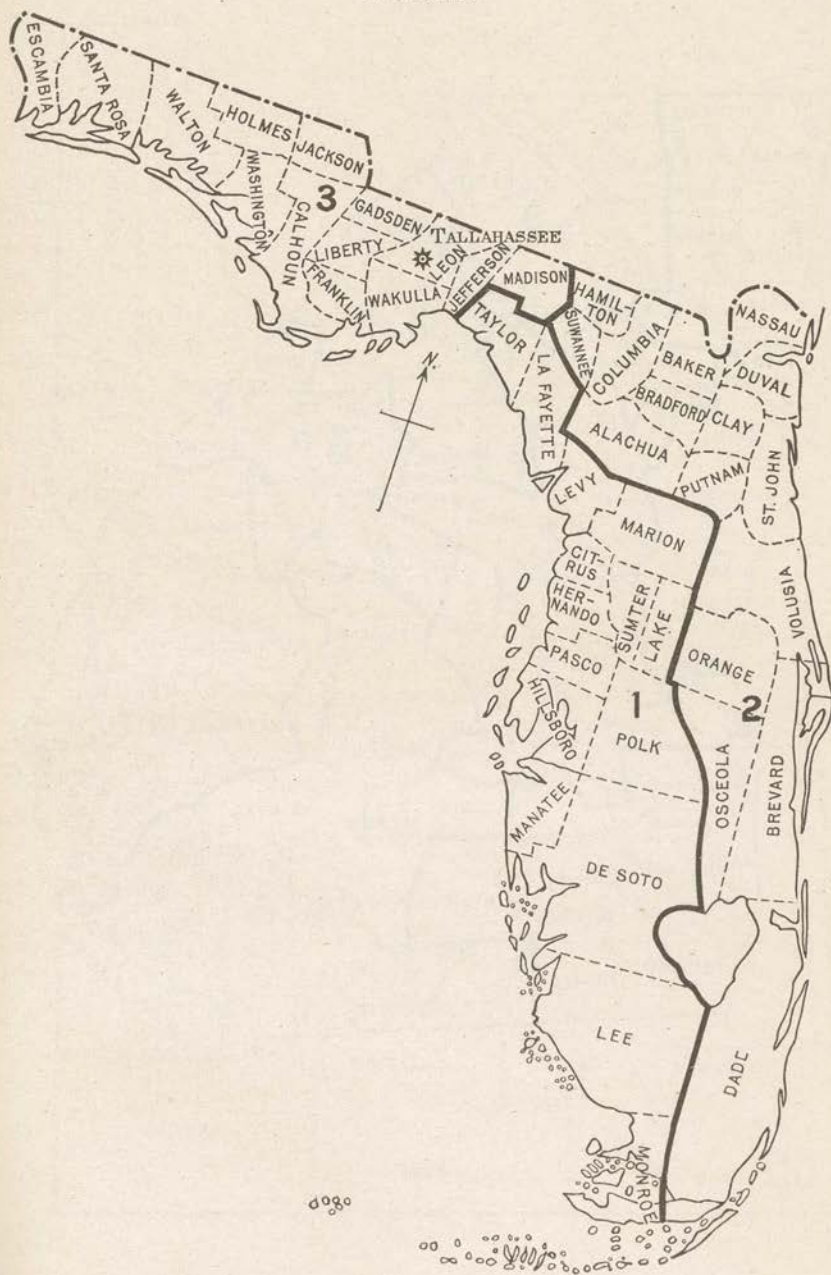 ESCAMBIA
SANTA ROSA
WALTON
HOLMES
JACKSON
WASHINGTON
3
CALHOUN
GADSDEN
LIBERTY
FRANKLIN
WAKULLA
TALLAHASSEE
LEON
JEFFERSON
MADISON
TAYLOR
LA FAYETTE
HAMIL-
TON
SUWANNEE
COLUMBIA
NASSAU
BAKER
DUVAL
BRADFORD
CLAY
ALACHUA
PUTNAM
ST. JOHN
N.
LEVY
MARION
CIT-
RUS
HER-
NANDO
SUMTER
LAKE
VOLUSIA
ORANGE
PASCO
HILLSBORO
1
POLK
2
OSCEOLA
BREVARD
MANATEE
DE SOTO
LEE
DADE
MONROE